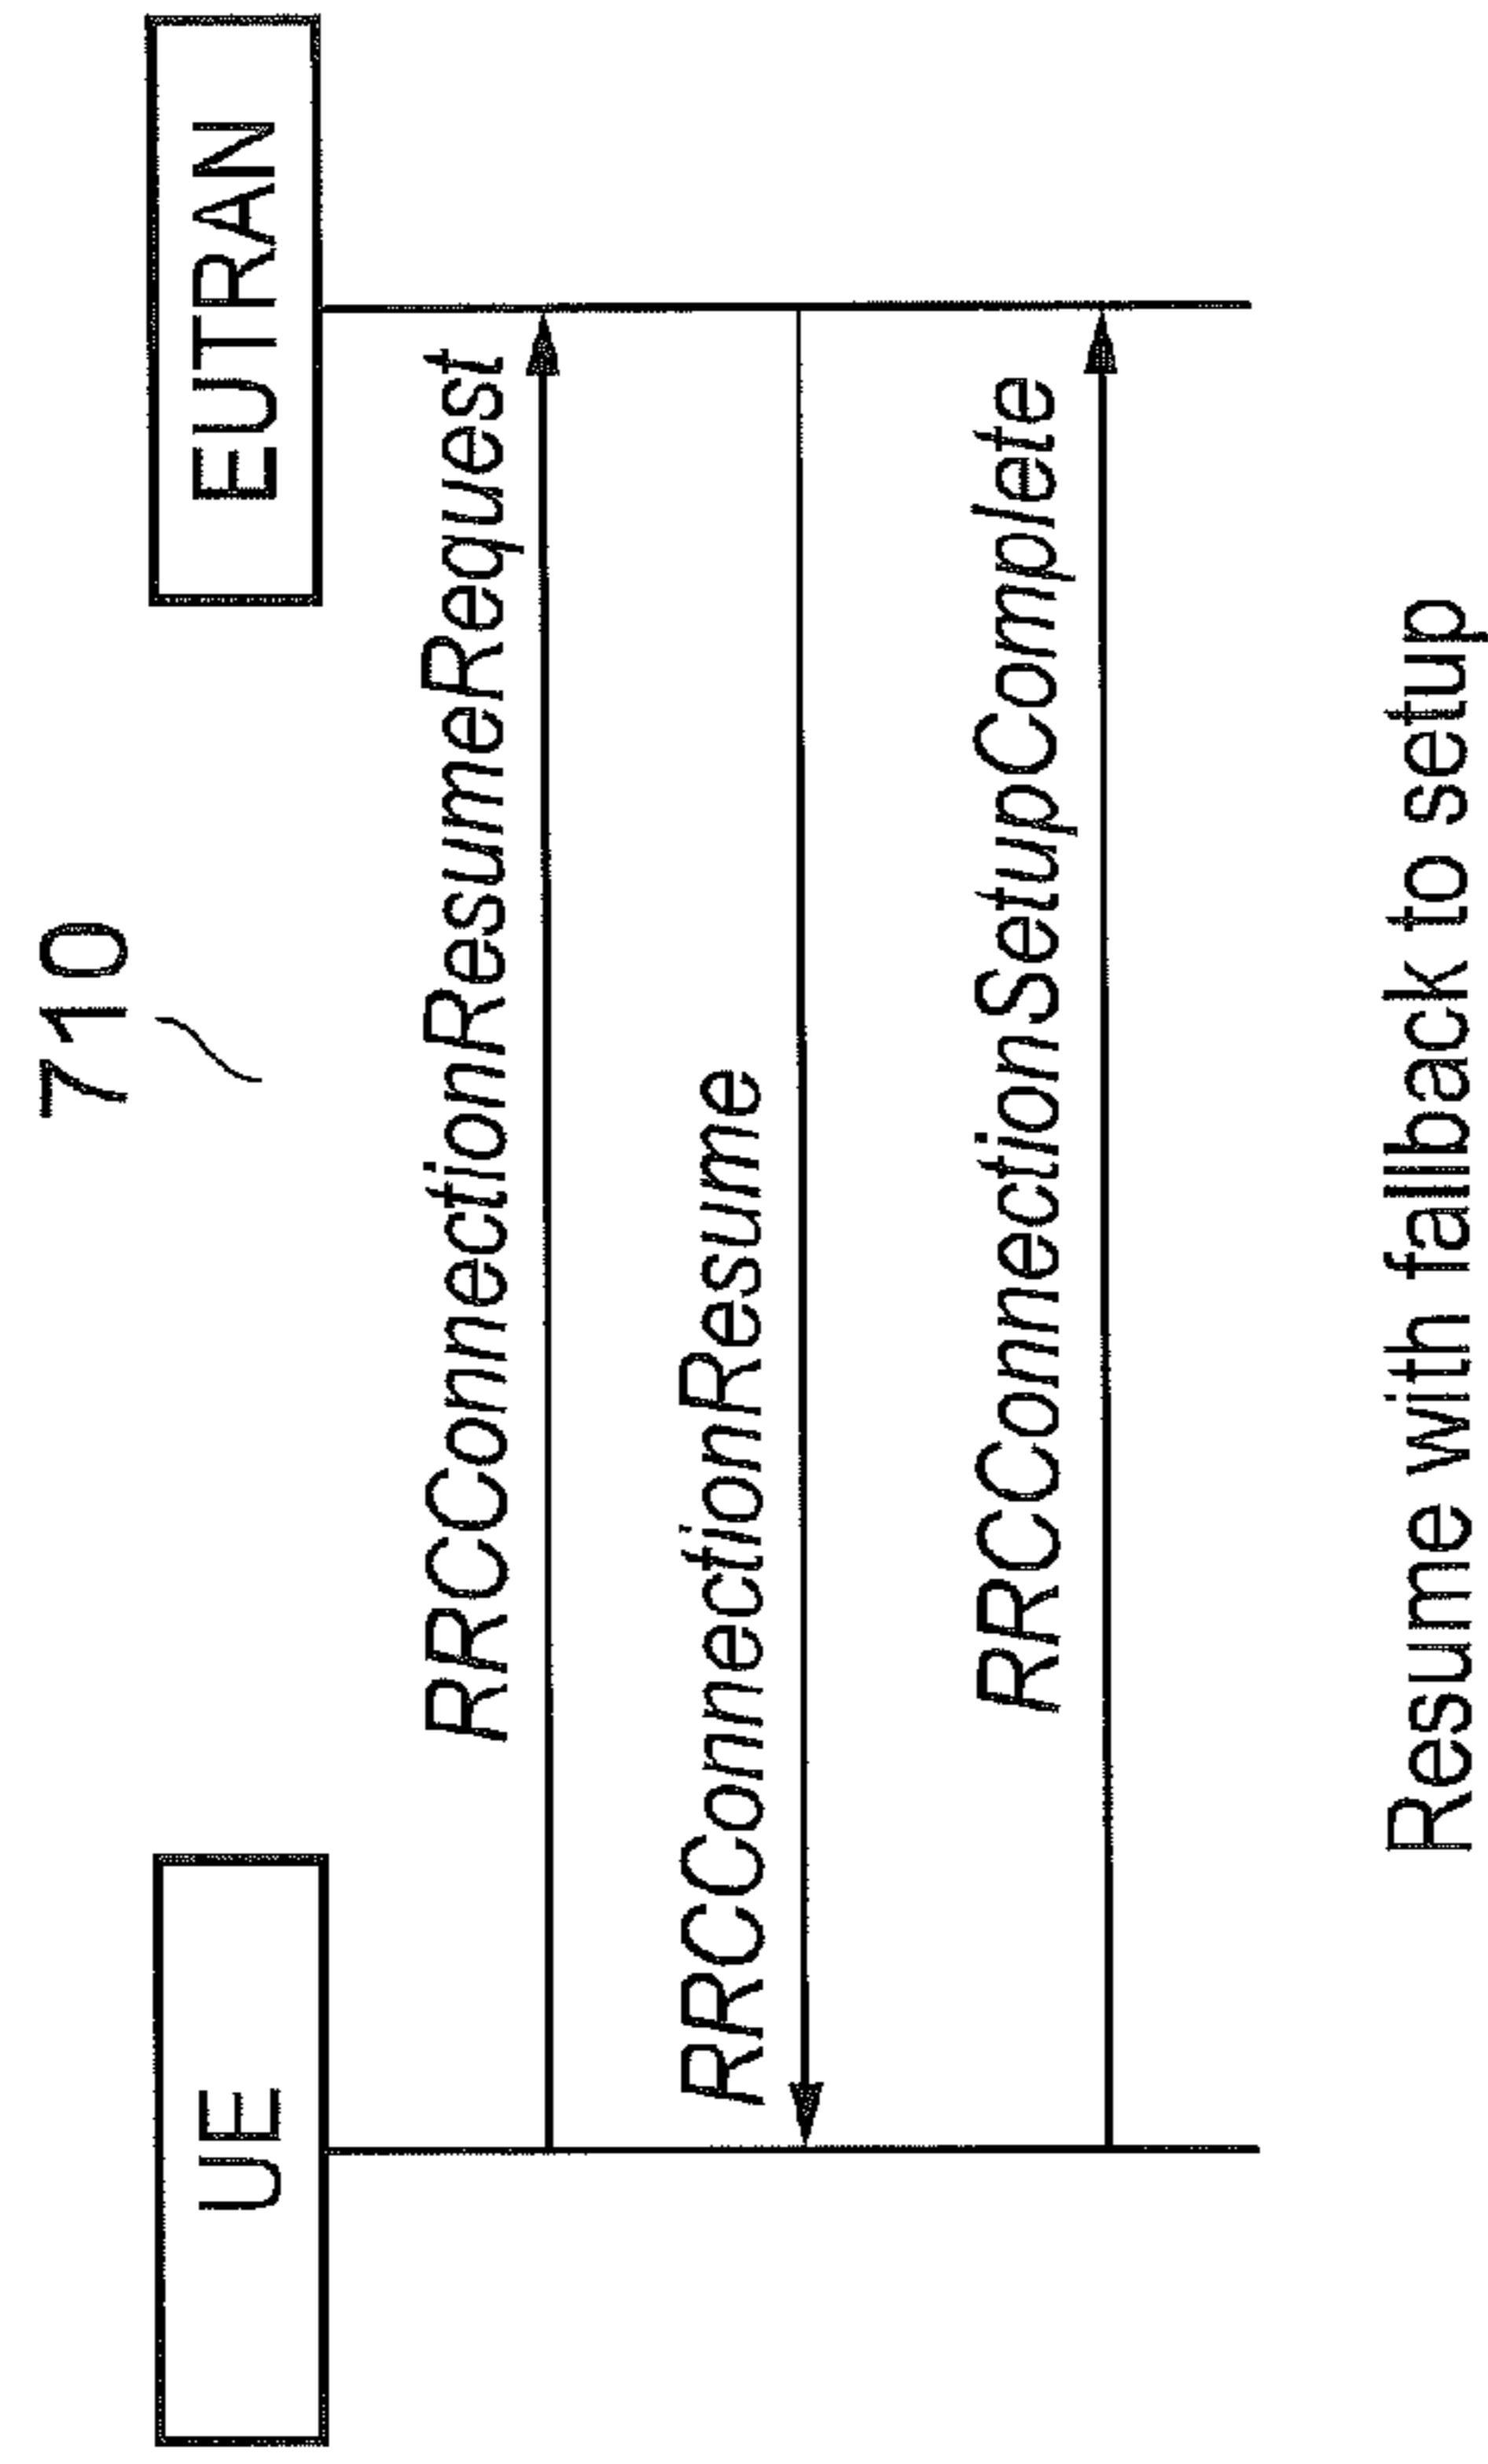 710
UE
EUTRAN
RRCConnectionResumeRequest
RRCConnectionResume
RRCConnectionSetupComplete
Resume with fallback to setup